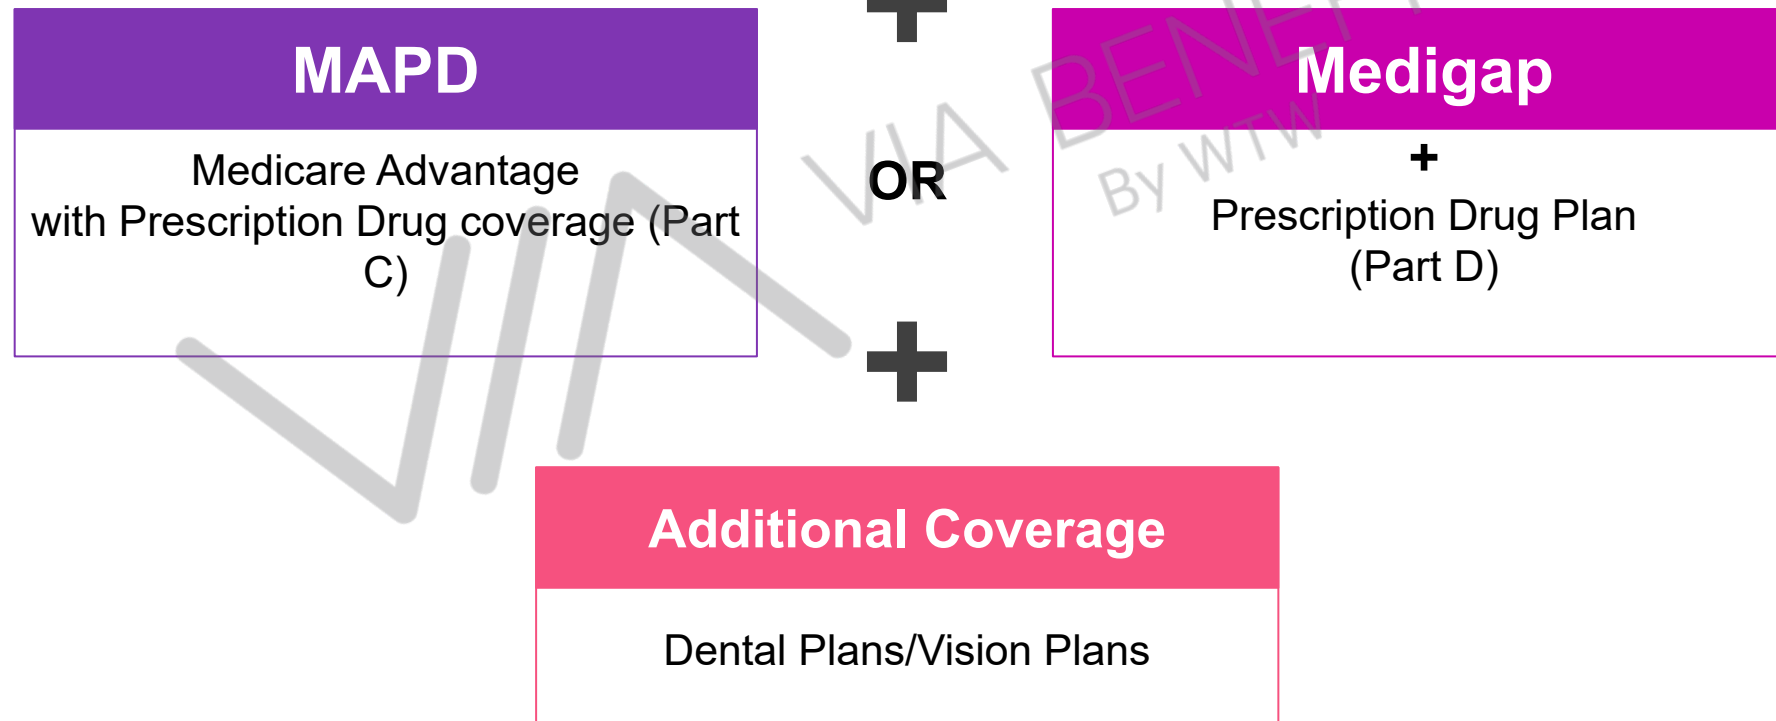 MAPD
Medicare Advantage
with Prescription Drug coverage (Part
C)
+
OR
Medigap
+
Prescription Drug Plan
(Part D)
+
Additional Coverage
Dental Plans/Vision Plans
VIA
VIA
By WTW